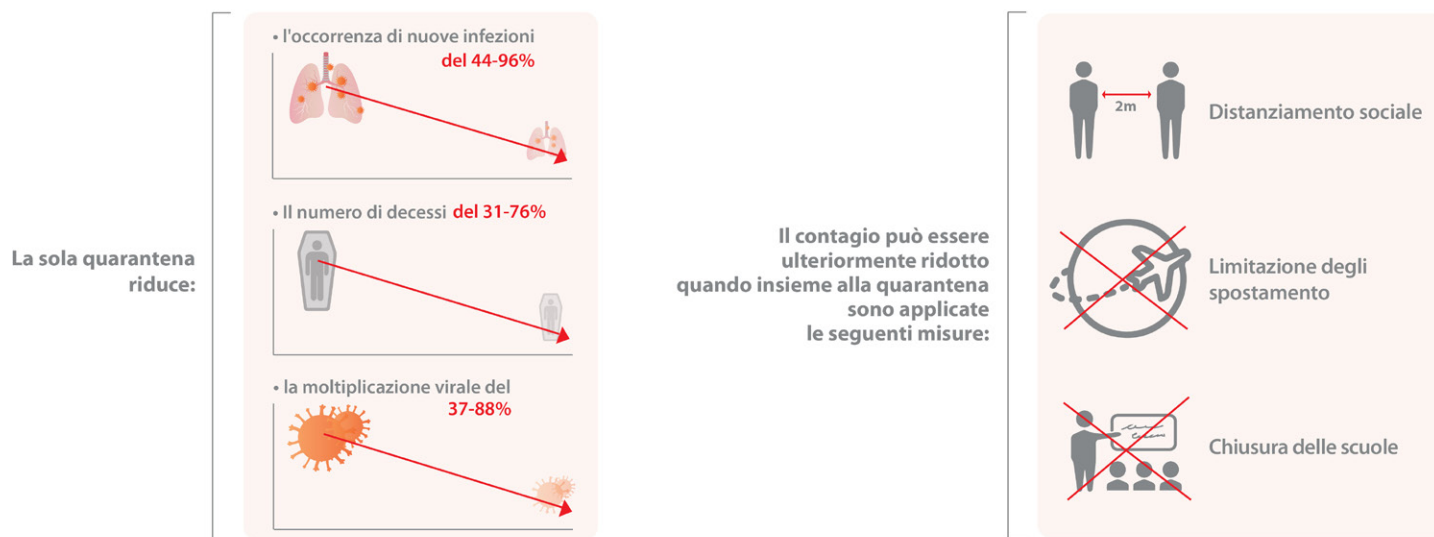 La sola quarantena
riduce:
• l'occorrenza di nuove infezioni
del 44-96%
• Il numero di decessi del 31-76%
• la moltiplicazione virale del
37-88%
Il contagio può essere
ulteriormente ridotto
quando insieme alla quarantena
sono applicate
le seguenti misure:
2m
Distanziamento sociale
Limitazione degli
spostamento
Chiusura delle scuole